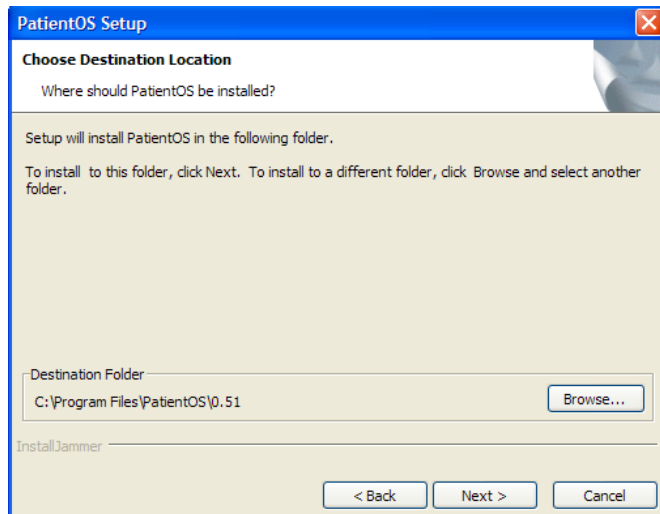 PatientOS Setup
Choose Destination Location
Where should PatientOS be installed?
Setup will install PatientOS in the following folder.
To install to this folder, click Next. To install to a different folder, click Browse and select another
folder.
Destination Folder
C:\Program Files\PatientOS\0.51
Browse...
InstallJammer
< Back
Next >
Cancel